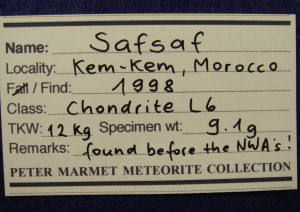 Name: Safsaf
Locality: Kem-Kem, Morocco
Fall / Find: 1998
Class: Chondrite L6
TKW: 12 kg Specimen wt: 9.1g
Remarks: found before the NWA's!
PETER MARMET METEORITE COLLECTION